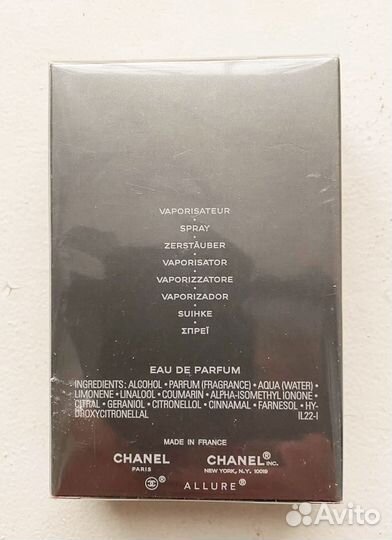 VAPORISATEUR
SPRAY
ZERSTÄUBER
VAPORISATOR
VAPORIZZATORE
VAPORIZADOR
SUIHKE
ΣΠΡΕΪ
EAU DE PARFUM
INGREDIENTS: ALCOHOL • PARFUM (FRAGRANCE) • AQUA (WATER) •
LIMONENE • LINALOOL • COUMARIN • ALPHA-ISOMETHYL IONONE •
CITRAL • GERANIOL • CITRONELLOL • CINNAMAL • FARNESOL • HY-
DROXYCITRONELLAL IL22-I
MADE IN FRANCE
CHANEL® CHANEL® INC.
PARIS NEW YORK, N.Y. 10019
® ALLURE®
Avito